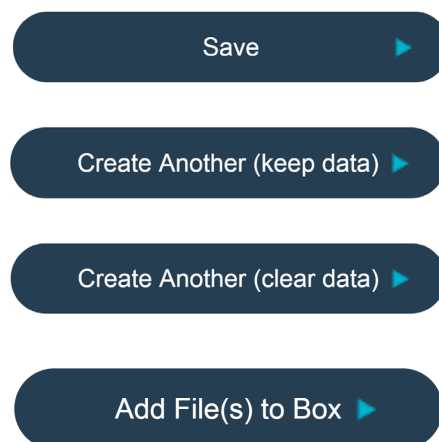 Save
Create Another (keep data)
Create Another (clear data)
Add File(s) to Box